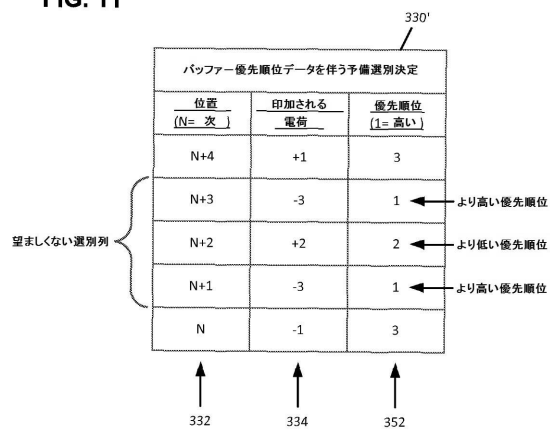 FIG. 11
330'
バッファー優先順位データを伴う予備選別決定
位置 印加される 優先順位
(N= 次 ) 電荷 (1= 高い )
N+4 +1 3
N+3 -3 1 より高い優先順位
望ましくない選別列 N+2 +2 2 より低い優先順位
N+1 -3 1 より高い優先順位
N -1 3
332 334 352